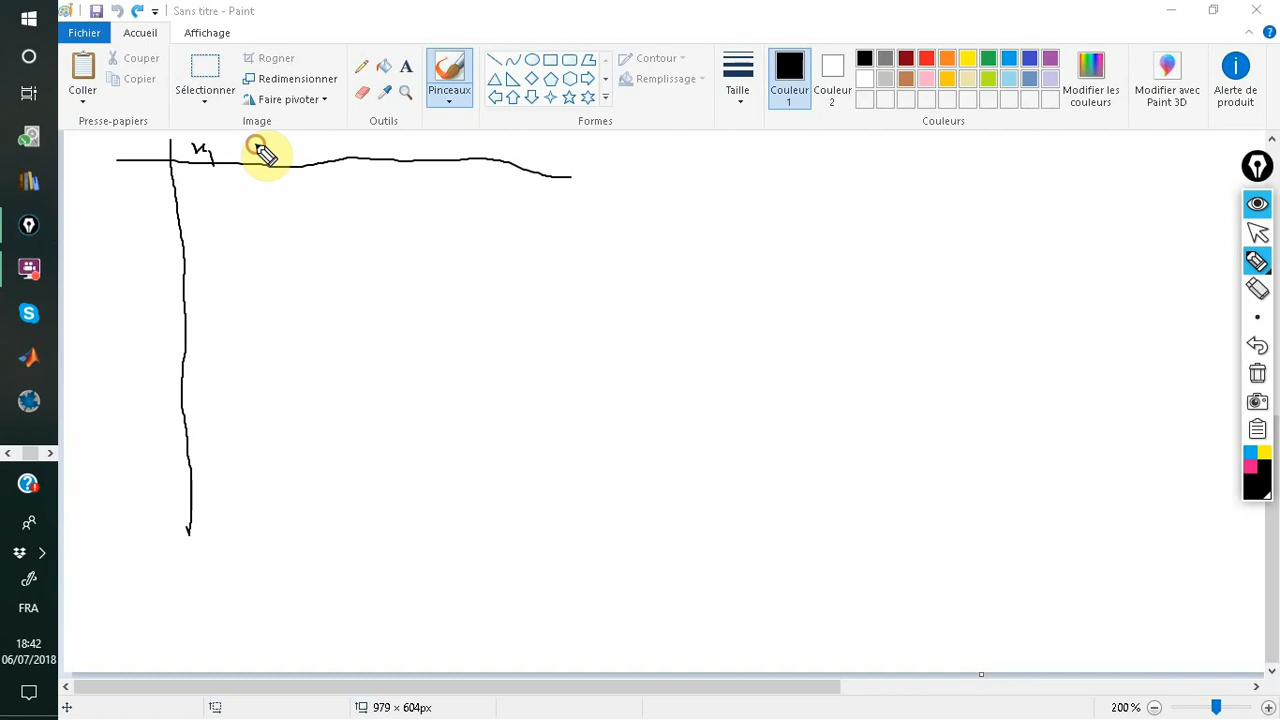 Sans titre - Paint
Fichier Accueil Affichage
Coller
Couper
Copier
Presse-papiers
Sélectionner
Rogner
Redimensionner
Faire pivoter
Image
A
Outils
Pinceaux
Contour
Remplissage
Formes
Taille
Couleur 1
Couleur 2
Modifier les couleurs
Couleurs
Modifier avec Paint 3D
Alerte de produit
FRA
18:42
06/07/2018
979 × 604px
200 %